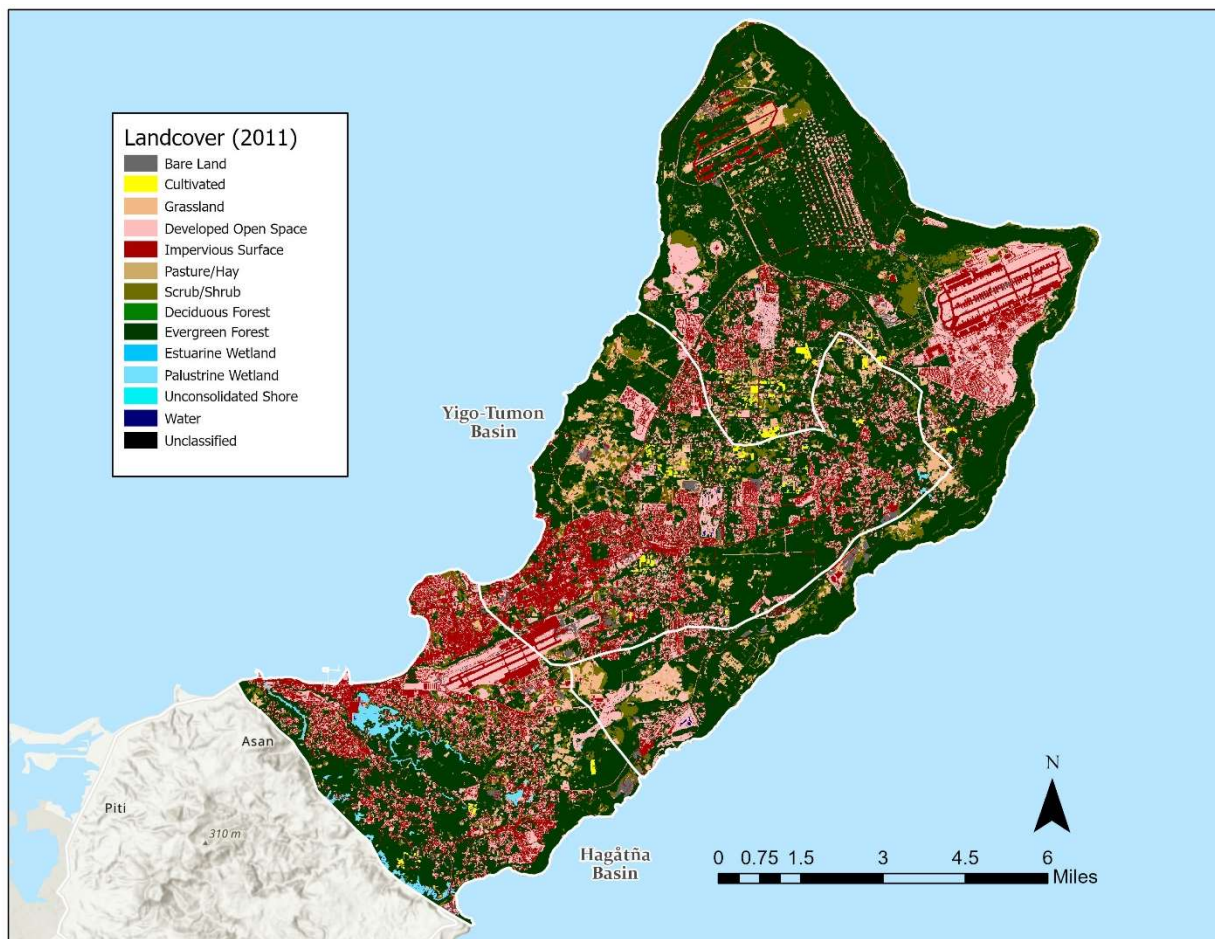 Landcover (2011)
Bare Land
Cultivated
Grassland
Developed Open Space
Impervious Surface
Pasture/Hay
Scrub/Shrub
Deciduous Forest
Evergreen Forest
Estuarine Wetland
Palustrine Wetland
Unconsolidated Shore
Water
Unclassified
Yigo-Tumon
Basin
Asan
Piti
310 m
Hagåtña
Basin
N
0 0.75 1.5 3 4.5 6
Miles